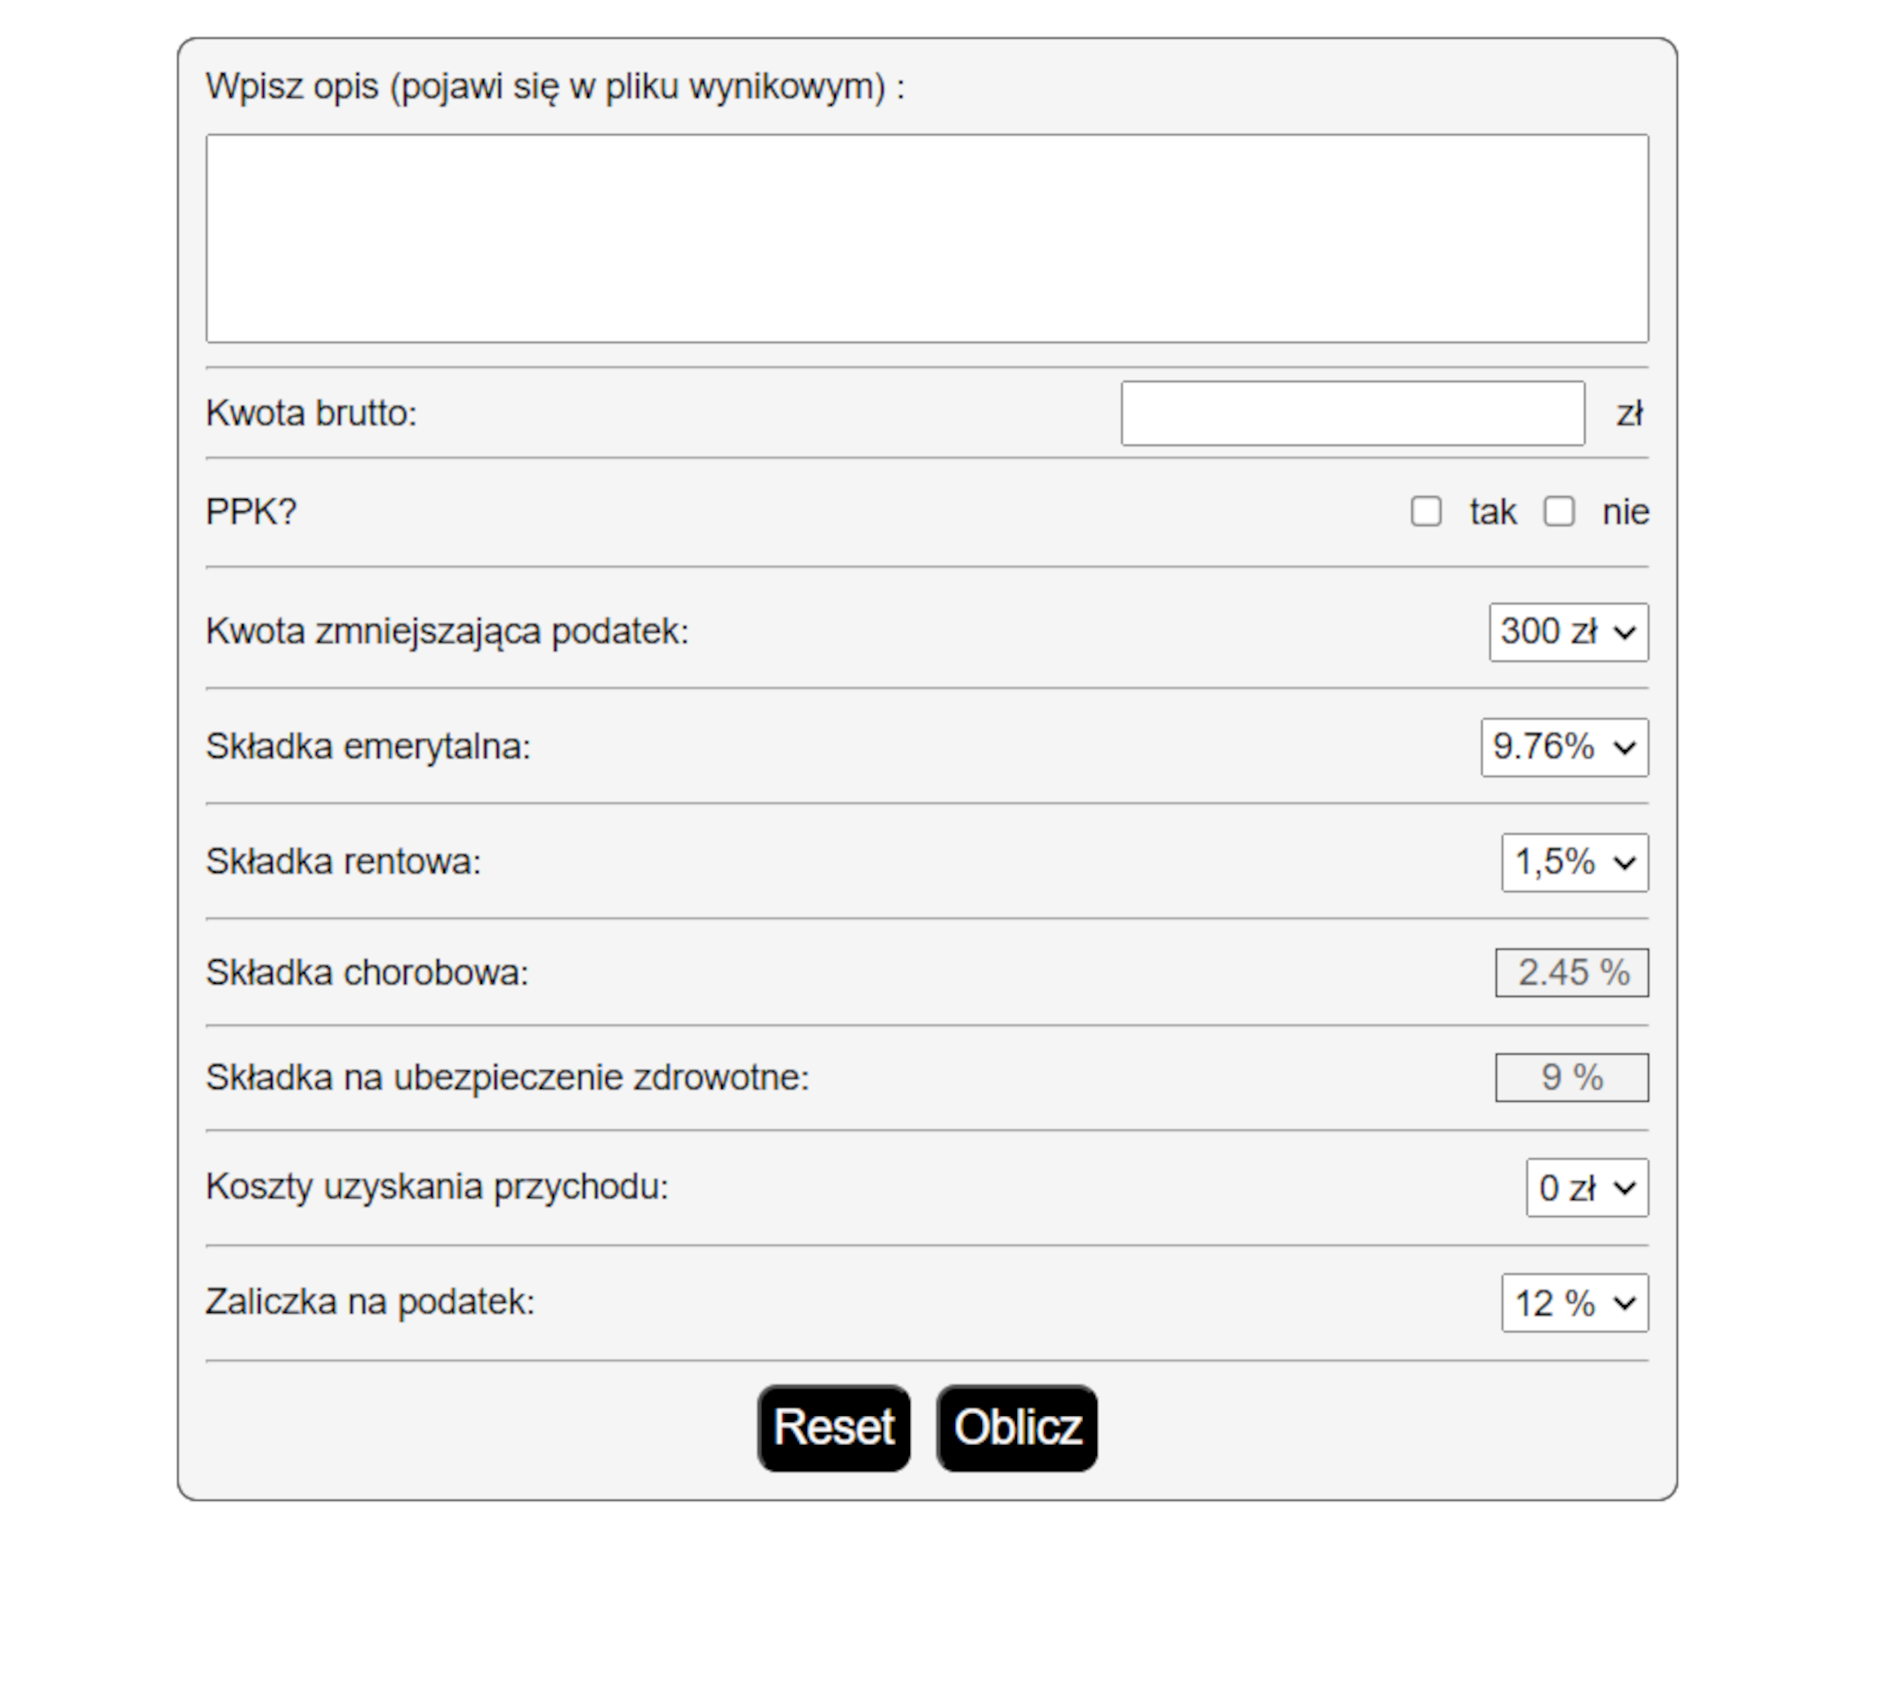 Wpisz opis (pojawi się w pliku wynikowym) :
Kwota brutto: zł
PPK? tak nie
Kwota zmniejszająca podatek: 300 zł
Składka emerytalna: 9.76%
Składka rentowa: 1,5%
Składka chorobowa: 2.45 %
Składka na ubezpieczenie zdrowotne: 9 %
Koszty uzyskania przychodu: 0 zł
Zaliczka na podatek: 12 %
Reset Oblicz